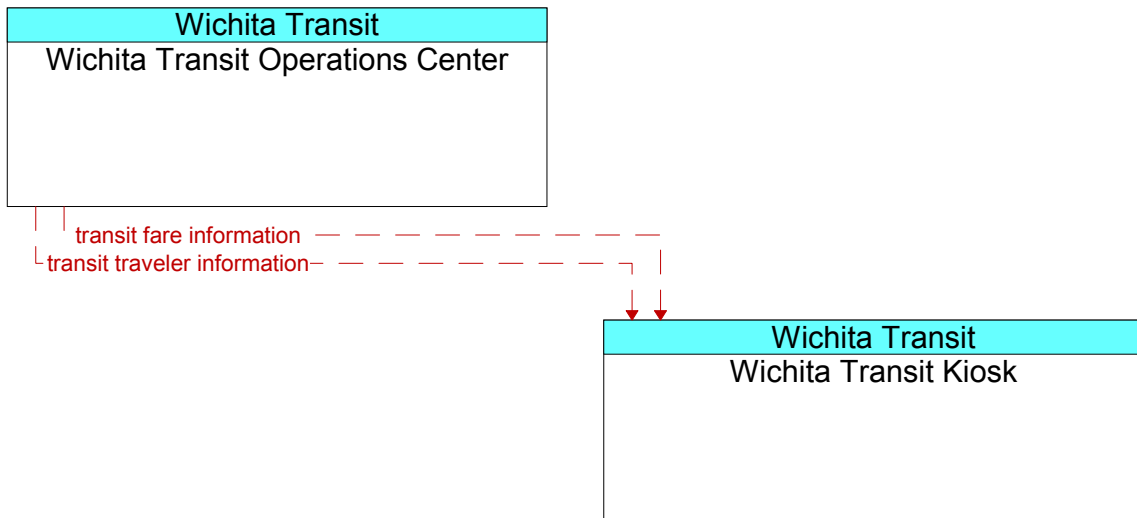 Wichita Transit
Wichita Transit Operations Center
transit fare information
transit traveler information
Wichita Transit
Wichita Transit Kiosk